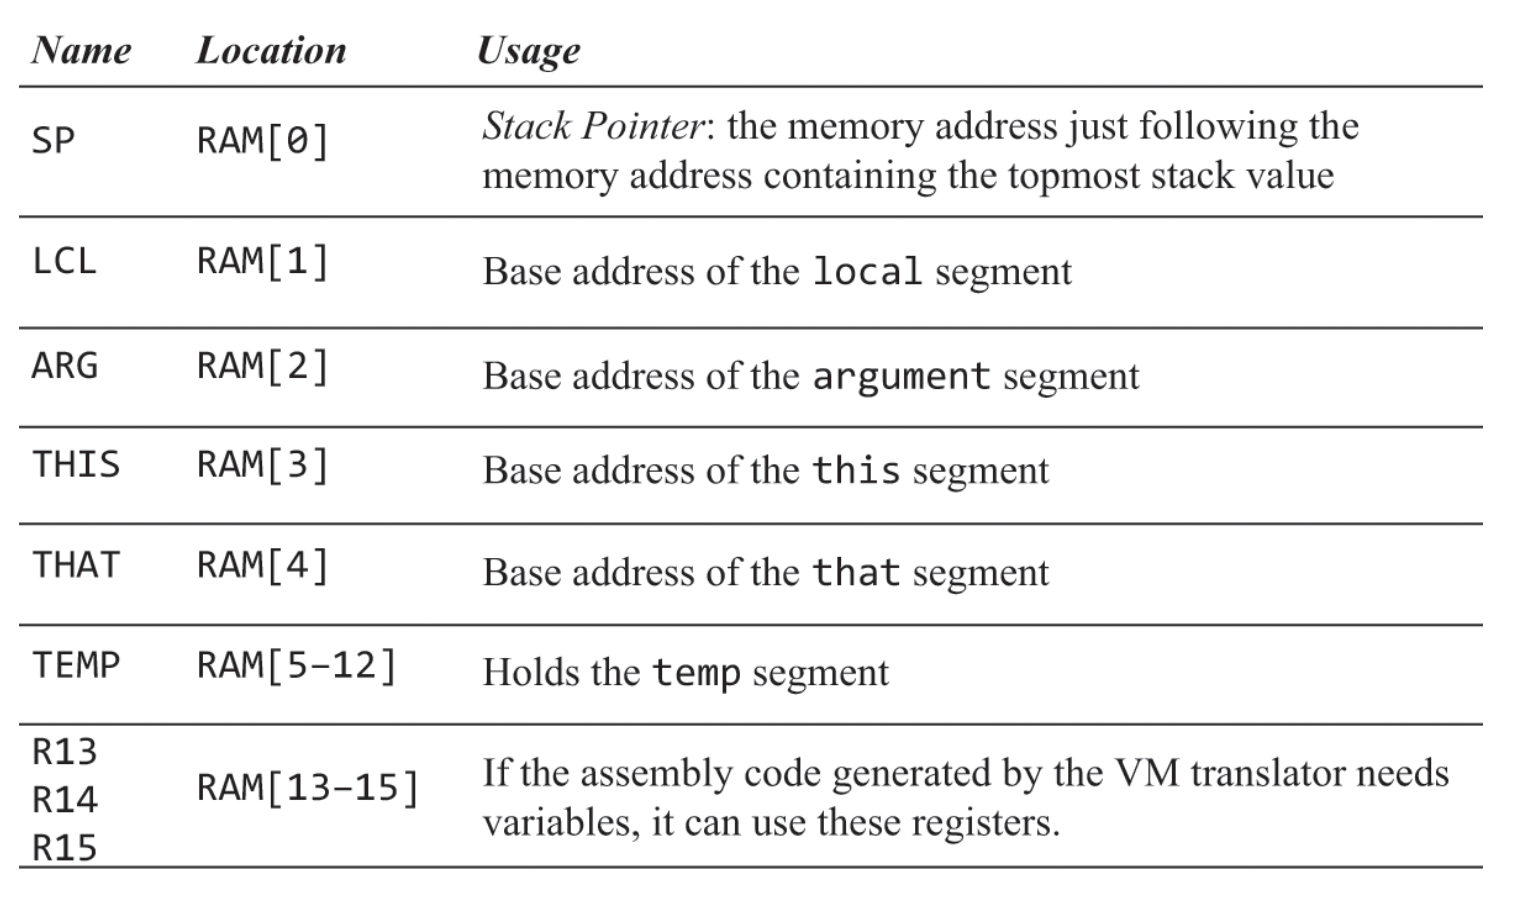 Name Location Usage
SP RAM[0] Stack Pointer: the memory address just following the
memory address containing the topmost stack value
LCL RAM[1] Base address of the local segment
ARG RAM[2] Base address of the argument segment
THIS RAM[3] Base address of the this segment
THAT RAM[4] Base address of the that segment
TEMP RAM[5–12] Holds the temp segment
R13
R14 RAM[13–15] If the assembly code generated by the VM translator needs
R15 variables, it can use these registers.